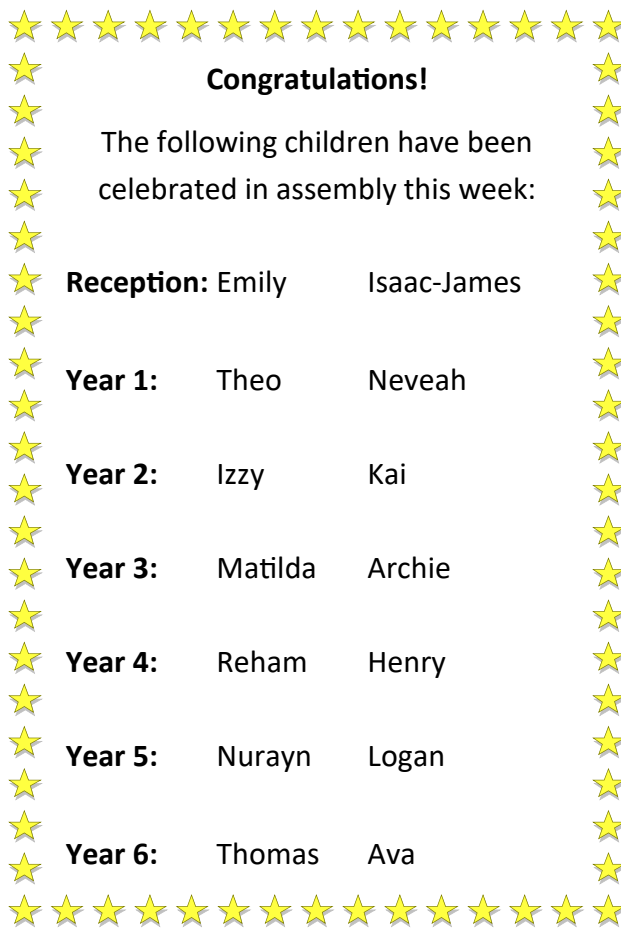 Congratulations!
The following children have been
celebrated in assembly this week:
Reception: Emily Isaac-James
Year 1: Theo Neveah
Year 2: Izzy Kai
Year 3: Matilda Archie
Year 4: Reham Henry
Year 5: Nurayn Logan
Year 6: Thomas Ava